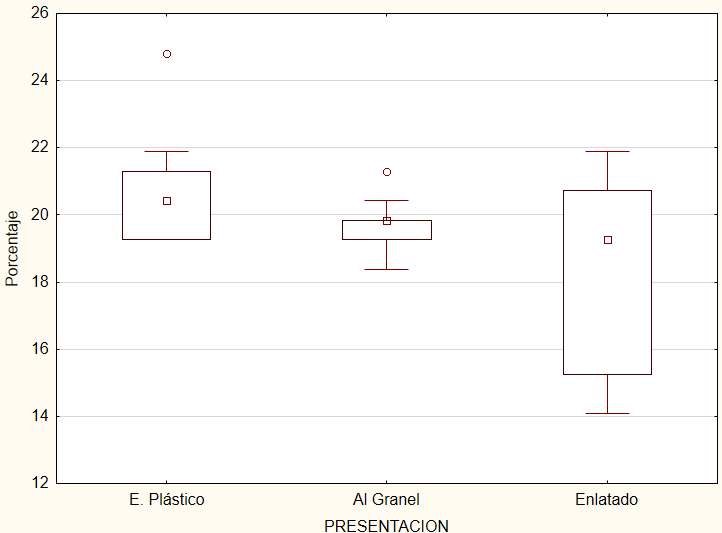 26
24
22
20
18
16
14
12
Porcentaje
E. Plástico Al Granel Enlatado
PRESENTACION